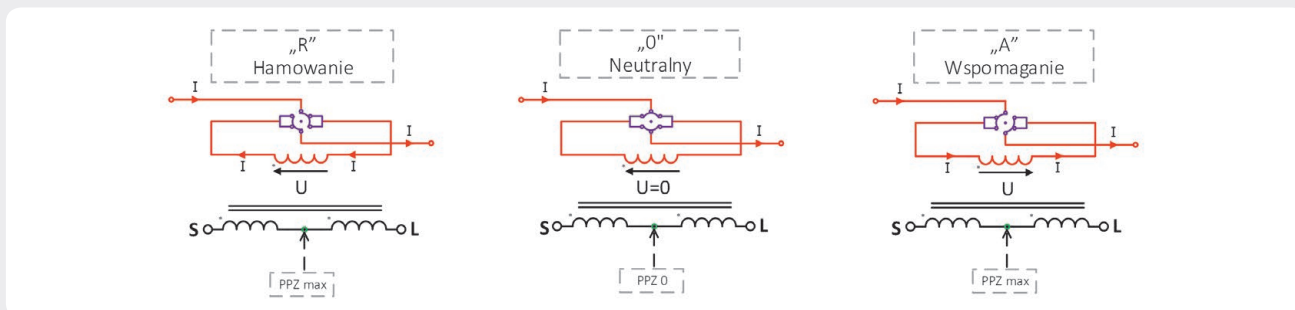 „R”
Hamowanie
I
I
I
I
U
S
L
PPZ max
„0"
Neutralny
I
I
U=0
S
L
PPZ 0
„A”
Wspomaganie
I
I
I
I
U
S
L
PPZ max